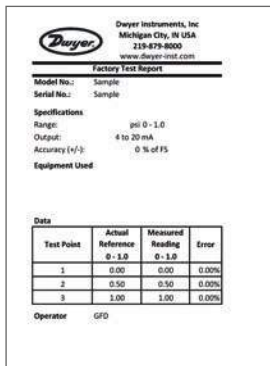 Dwyer
Dwyer Instruments, Inc
Michigan City, IN USA
219-879-8000
www.dwyer-inst.com
Factory Test Report
Model No.: Sample
Serial No.: Sample
Specifications
Range: psi 0 - 1.0
Output: 4 to 20 mA
Accuracy (+/-): 0 % of FS
Equipment Used
Data
Test Point Actual Reference 0 - 1.0 Measured Reading 0 - 1.0 Error
1 0.00 0.00 0.00%
2 0.50 0.50 0.00%
3 1.00 1.00 0.00%
Operator GFD